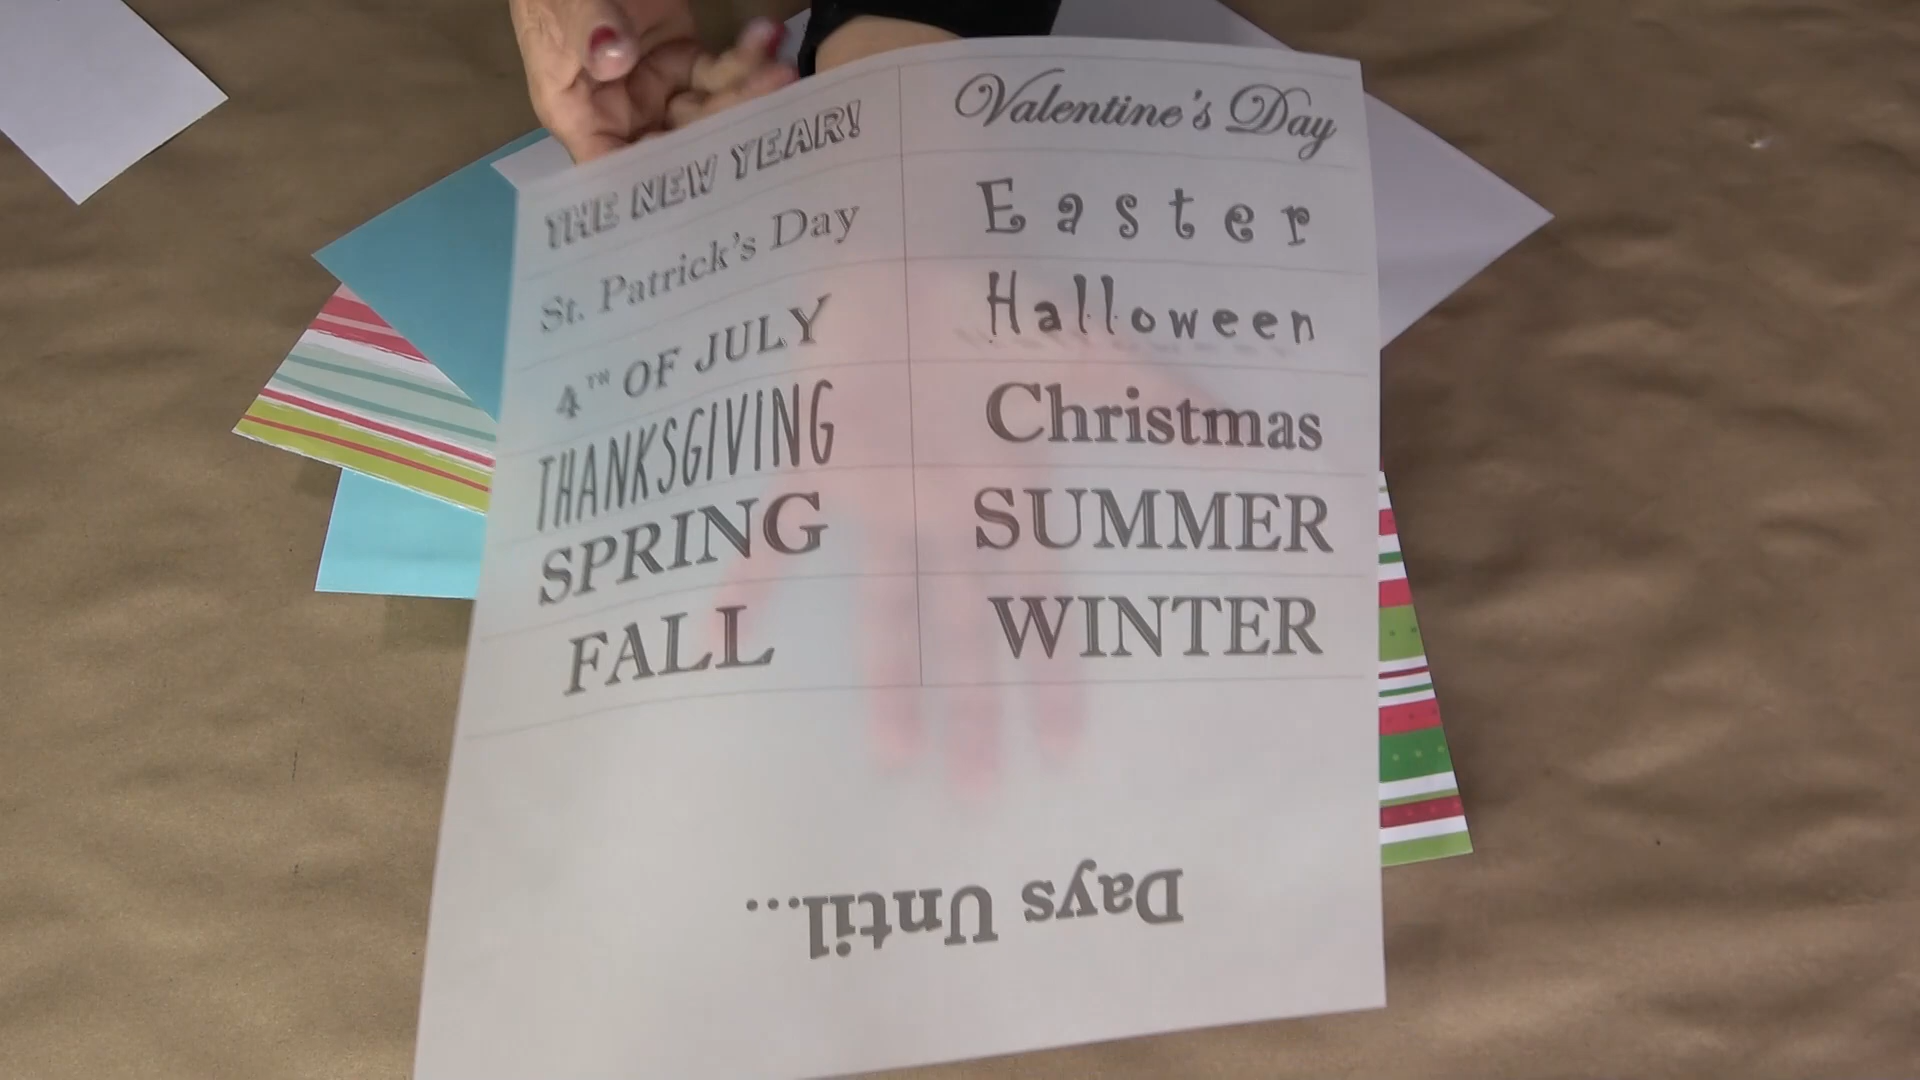 THE NEW YEAR!
Valentine's Day
St. Patrick's Day
Easter
4TH OF JULY
Halloween
THANKSGIVING
Christmas
SPRING
SUMMER
FALL
WINTER
Days Until...